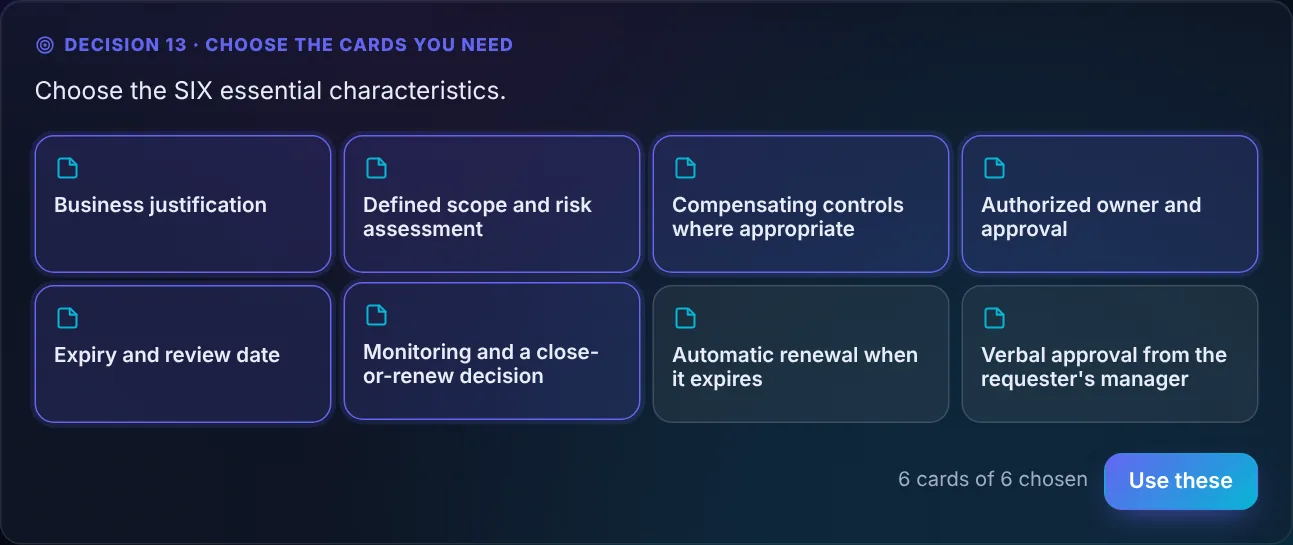 DECISION 13 · CHOOSE THE CARDS YOU NEED
Choose the SIX essential characteristics.
Business justification
Defined scope and risk
assessment
Compensating controls
where appropriate
Authorized owner and
approval
Expiry and review date
Monitoring and a close-
or-renew decision
Automatic renewal when
it expires
Verbal approval from the
requester's manager
6 cards of 6 chosen
Use these